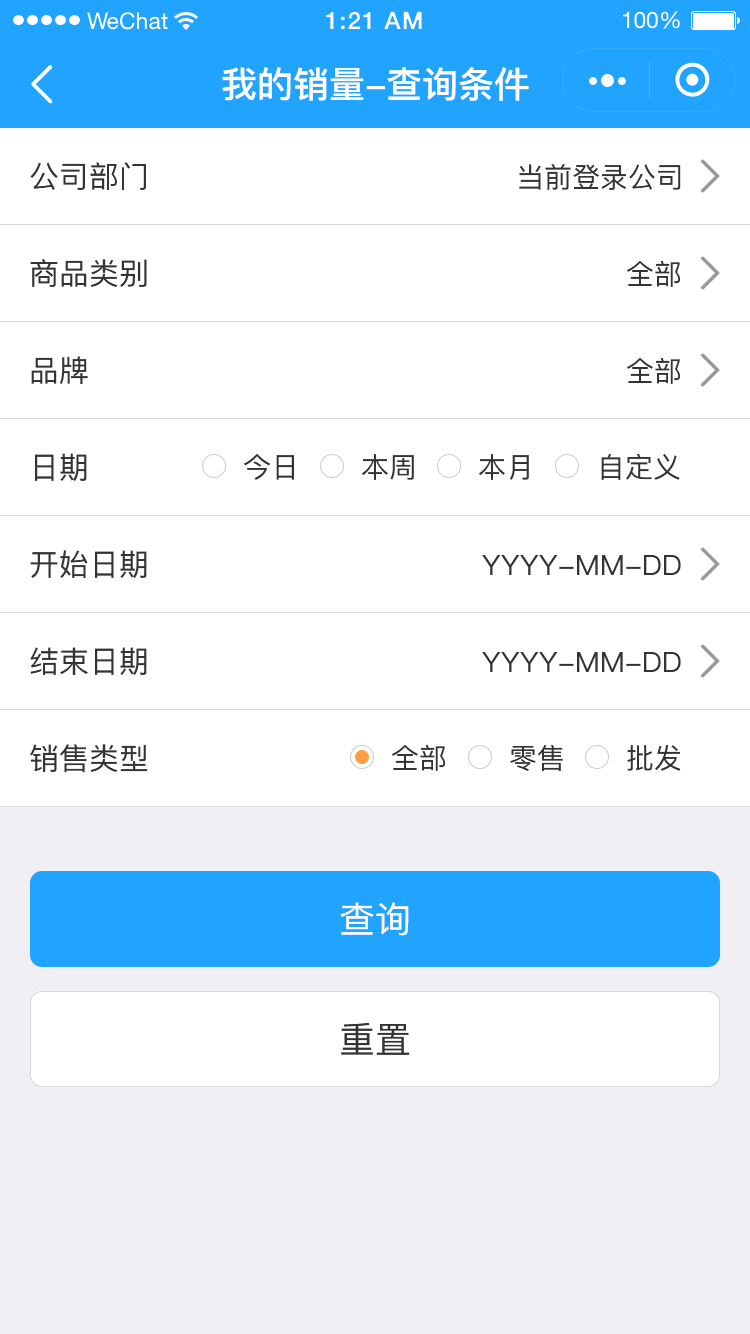 WeChat 1:21 AM 100%
我的销量-查询条件
公司部门 当前登录公司
商品类别 全部
品牌 全部
日期 今日 本周 本月 自定义
开始日期 YYYY-MM-DD
结束日期 YYYY-MM-DD
销售类型 全部 零售 批发
查询
重置